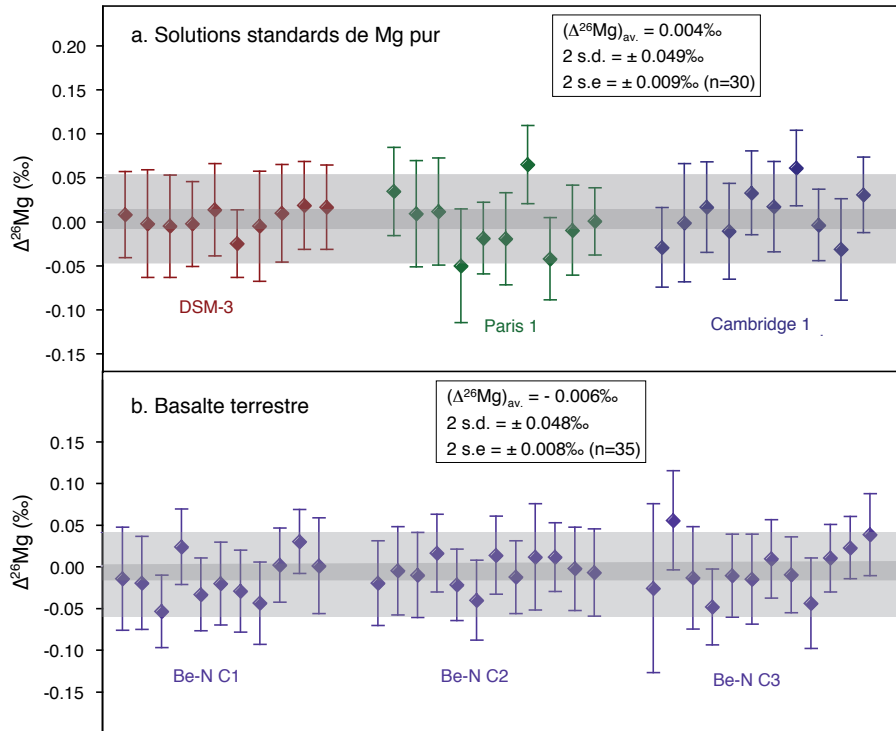 a. Solutions standards de Mg pur
(Δ²⁶Mg)av. = 0.004‰
2 s.d. = ± 0.049‰
2 s.e = ± 0.009‰ (n=30)
Δ²⁶Mg (‰)
0.20
0.15
0.10
0.05
0.00
-0.05
-0.10
-0.15
DSM-3
Paris 1
Cambridge 1
b. Basalte terrestre
(Δ²⁶Mg)av. = - 0.006‰
2 s.d. = ± 0.048‰
2 s.e = ± 0.008‰ (n=35)
Δ²⁶Mg (‰)
0.15
0.10
0.05
0.00
-0.05
-0.10
-0.15
Be-N C1
Be-N C2
Be-N C3